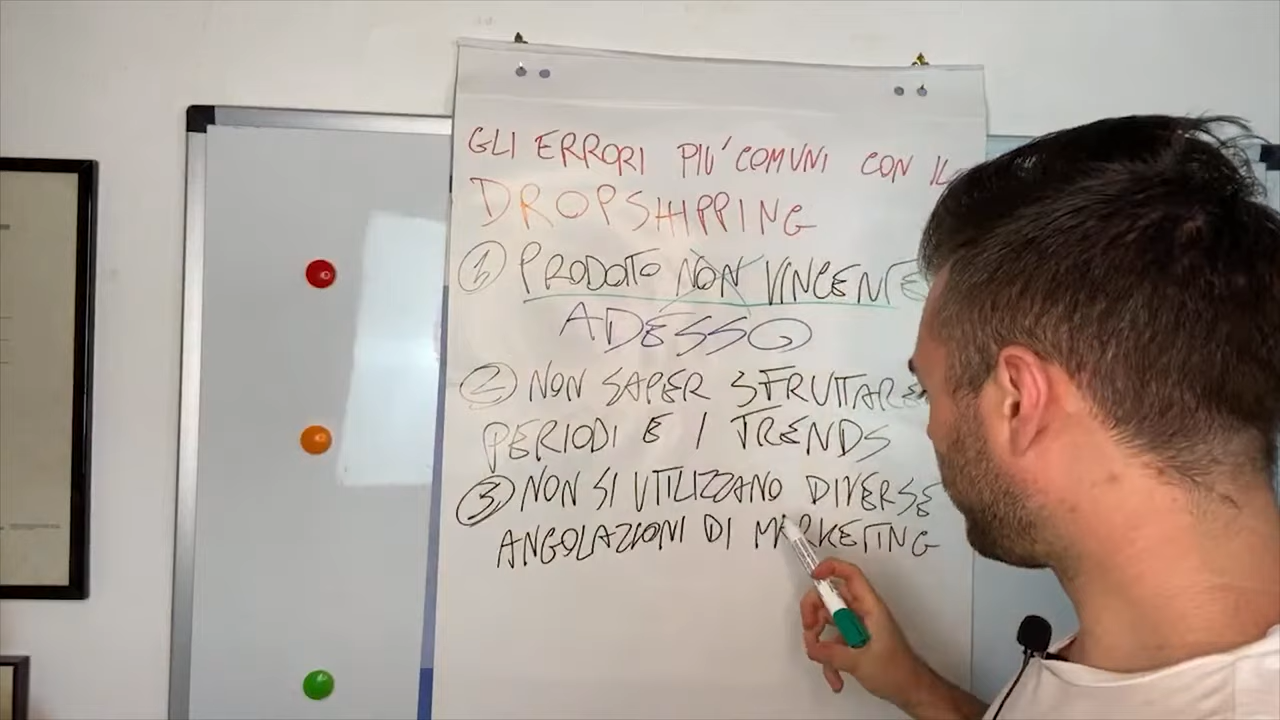 GLI ERRORI PIU' COMUNI CON IL
DROPSHIPPING
1 PRODOTTO NON VINCENTE
ADESSO
2 NON SAPER SFRUTTARE
PERIODI E I TRENDS
3 NON SI UTILIZZANO DIVERSE
ANGOLAZIONI DI MARKETING